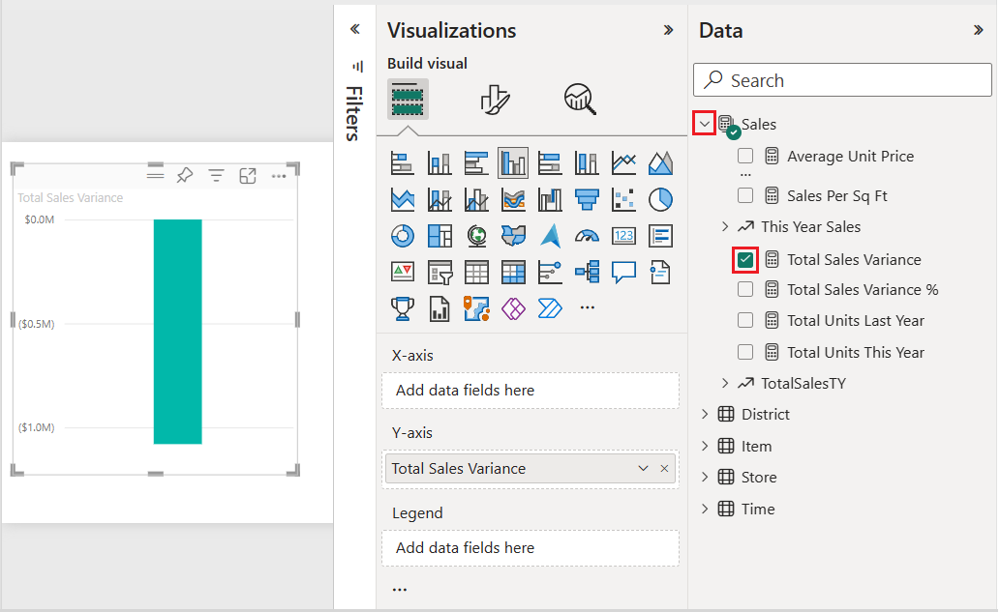 Total Sales Variance
$0.0M
($0.5M)
($1.0M)
Filters
Visualizations
Build visual
123
X-axis
Add data fields here
Y-axis
Total Sales Variance
Legend
Add data fields here
...
Data
Search
Sales
Average Unit Price
...
Sales Per Sq Ft
This Year Sales
Total Sales Variance
Total Sales Variance %
Total Units Last Year
Total Units This Year
TotalSalesTY
District
Item
Store
Time